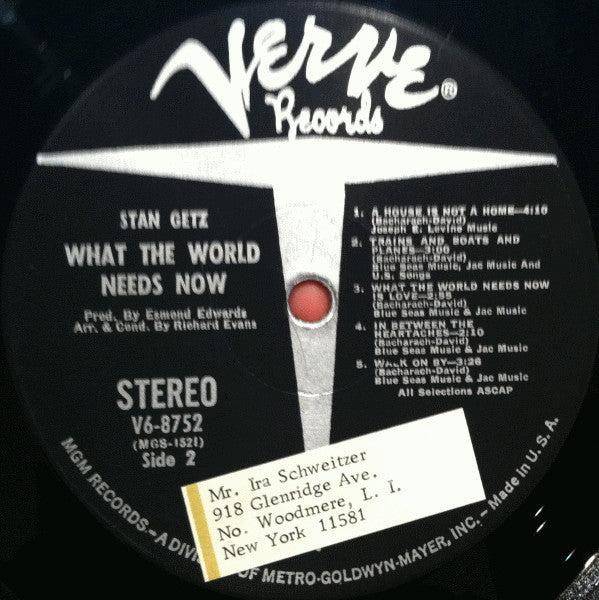 Verve®
Records
STAN GETZ
WHAT THE WORLD
NEEDS NOW
Prod. By Esmond Edwards
Arr. & Cond. By Richard Evans
STEREO
V6-8752
(MGS-1521)
Side 2
1. A HOUSE IS NOT A HOME—4:10
(Bacharach-David)
Joseph E. Levine Music
2. TRAINS AND BOATS AND
PLANES—3:00
(Bacharach-David)
Blue Seas Music, Jac Music And
U.S. Songs
3. WHAT THE WORLD NEEDS NOW
IS LOVE—2:55
(Bacharach-David)
Blue Seas Music & Jac Music
4. IN BETWEEN THE
HEARTACHES—2:10
(Bacharach-David)
Blue Seas Music & Jac Music
5. WALK ON BY—3:26
(Bacharach-David)
Blue Seas Music & Jac Music
All Selections ASCAP
Mr. Ira Schweitzer
918 Glenridge Ave.
No. Woodmere, L. I.
New York 11581
MGM RECORDS—A DIVI OF METRO-GOLDWYN-MAYER, INC.—Made in U.S.A.